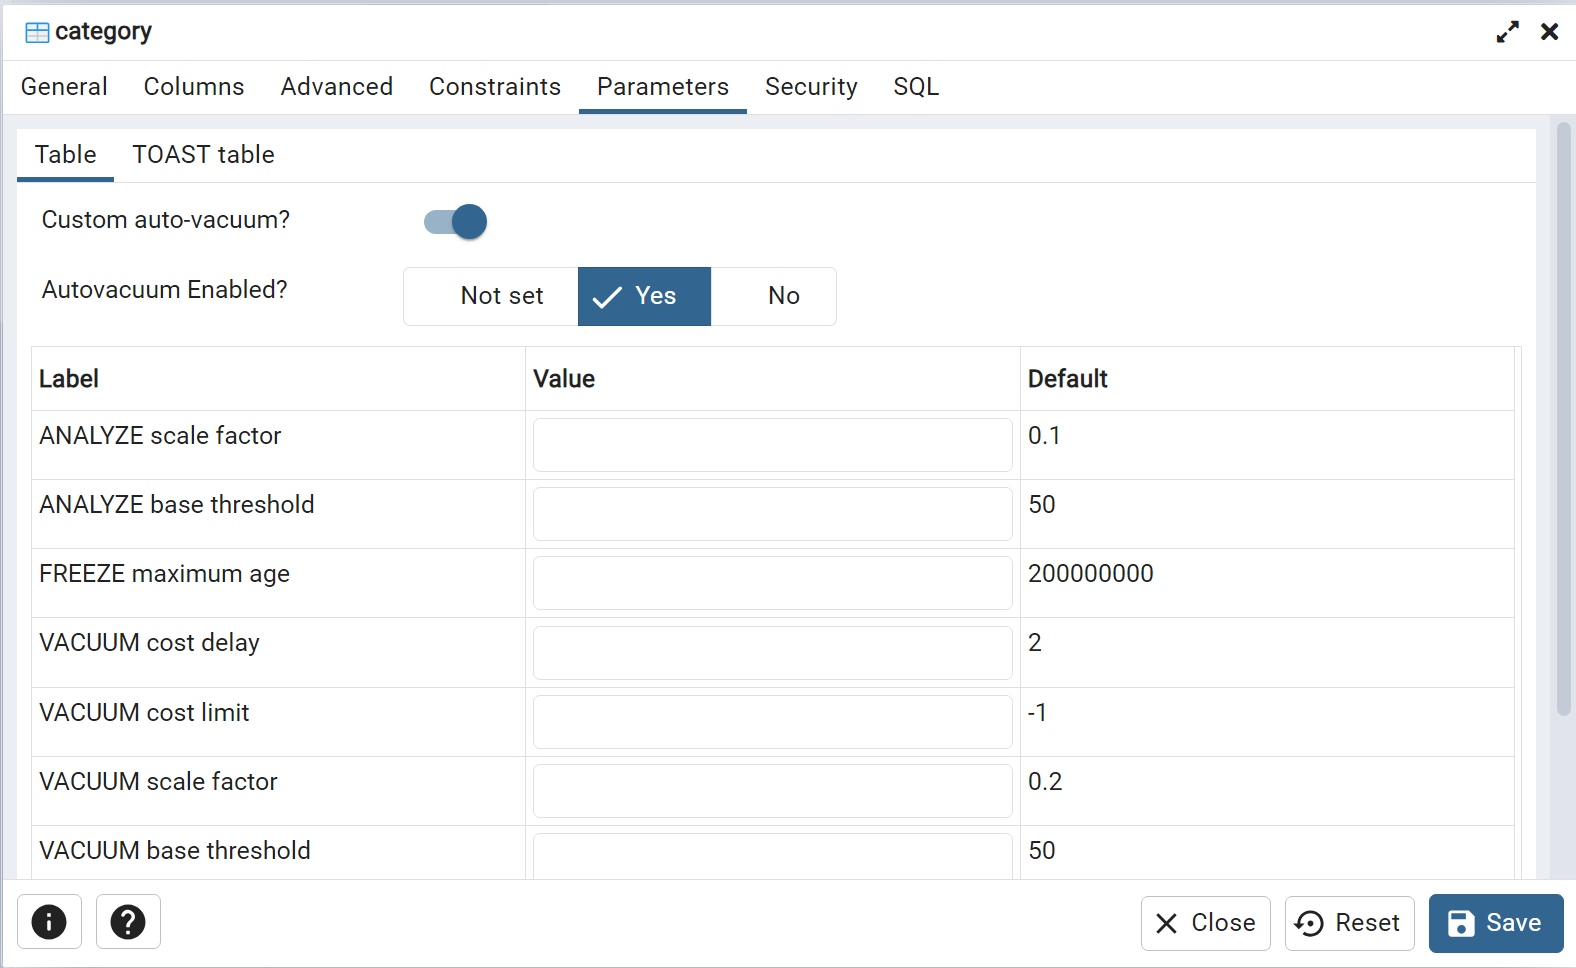 category
General Columns Advanced Constraints Parameters Security SQL
Table TOAST table
Custom auto-vacuum?
Autovacuum Enabled? Not set Yes No
Label Value Default
ANALYZE scale factor 0.1
ANALYZE base threshold 50
FREEZE maximum age 200000000
VACUUM cost delay 2
VACUUM cost limit -1
VACUUM scale factor 0.2
VACUUM base threshold 50
Close Reset Save